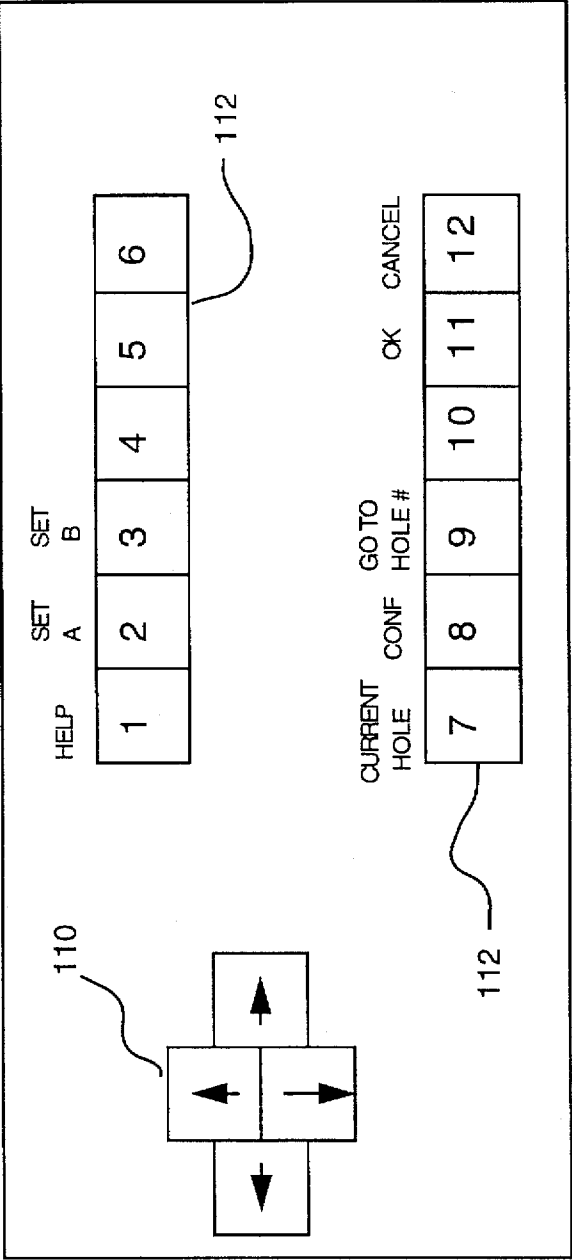 110
HELP
SET
A
SET
B
1 2 3 4 5 6
112
CURRENT
HOLE
CONF
GO TO
HOLE #
OK
CANCEL
7 8 9 10 11 12
112